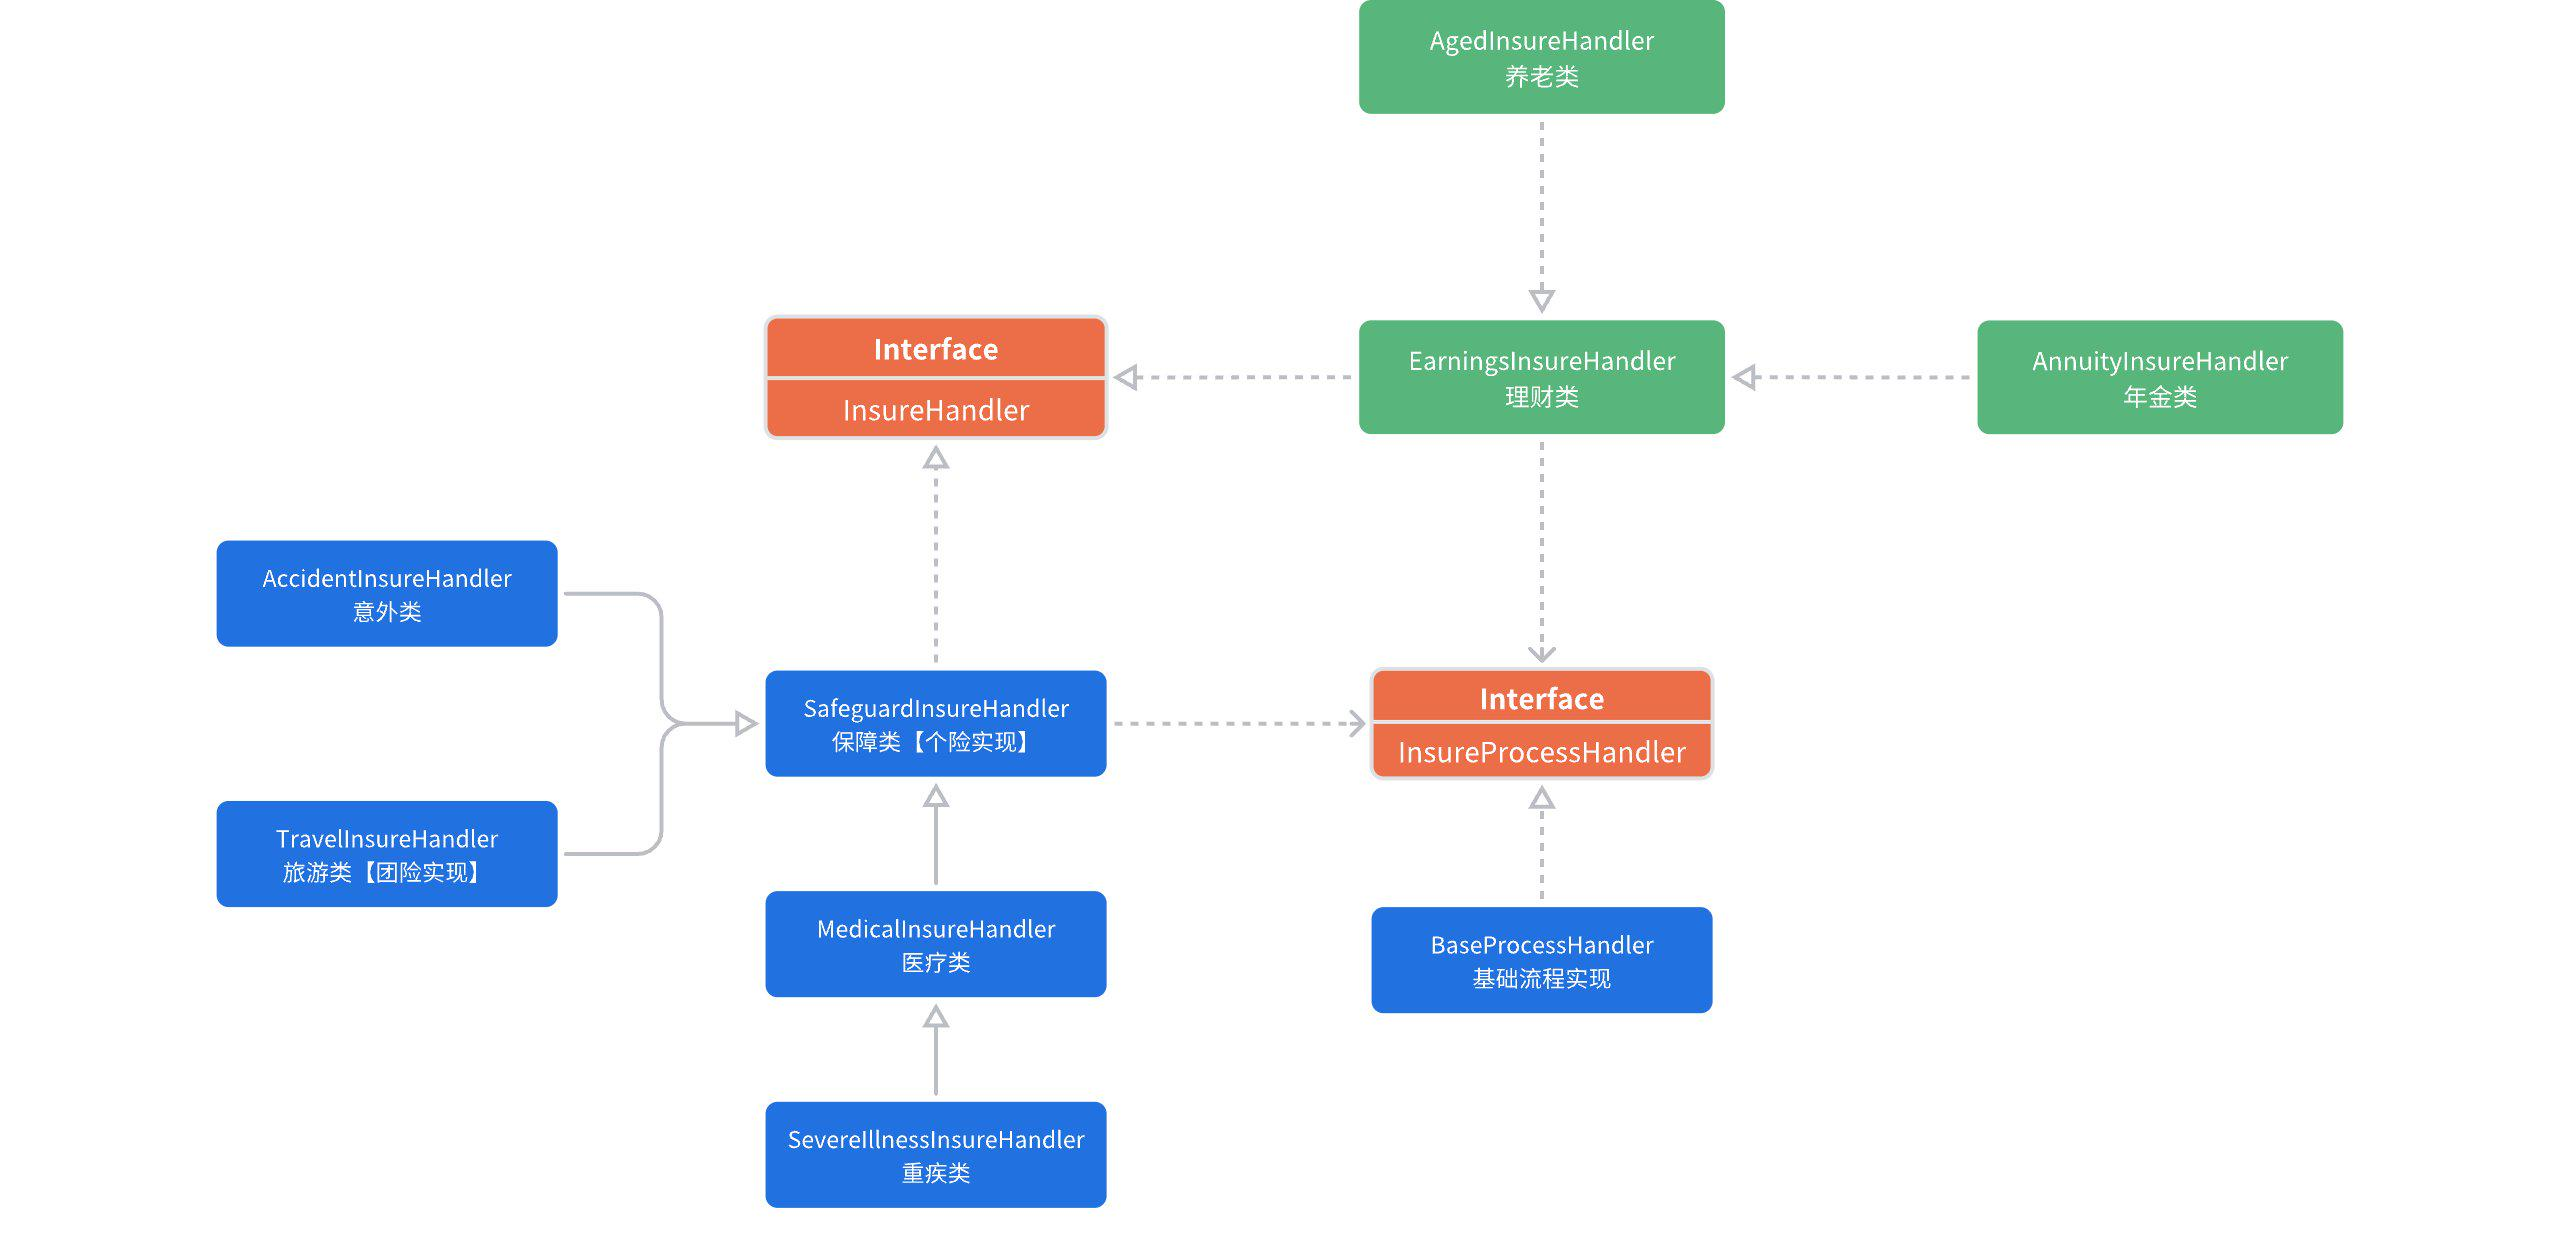 AgedInsureHandler
养老类
Interface
InsureHandler
EarningsInsureHandler
理财类
AnnuityInsureHandler
年金类
AccidentInsureHandler
意外类
SafeguardInsureHandler
保障类【个险实现】
Interface
InsureProcessHandler
TravelInsureHandler
旅游类【团险实现】
MedicalInsureHandler
医疗类
BaseProcessHandler
基础流程实现
SevereIllnessInsureHandler
重疾类